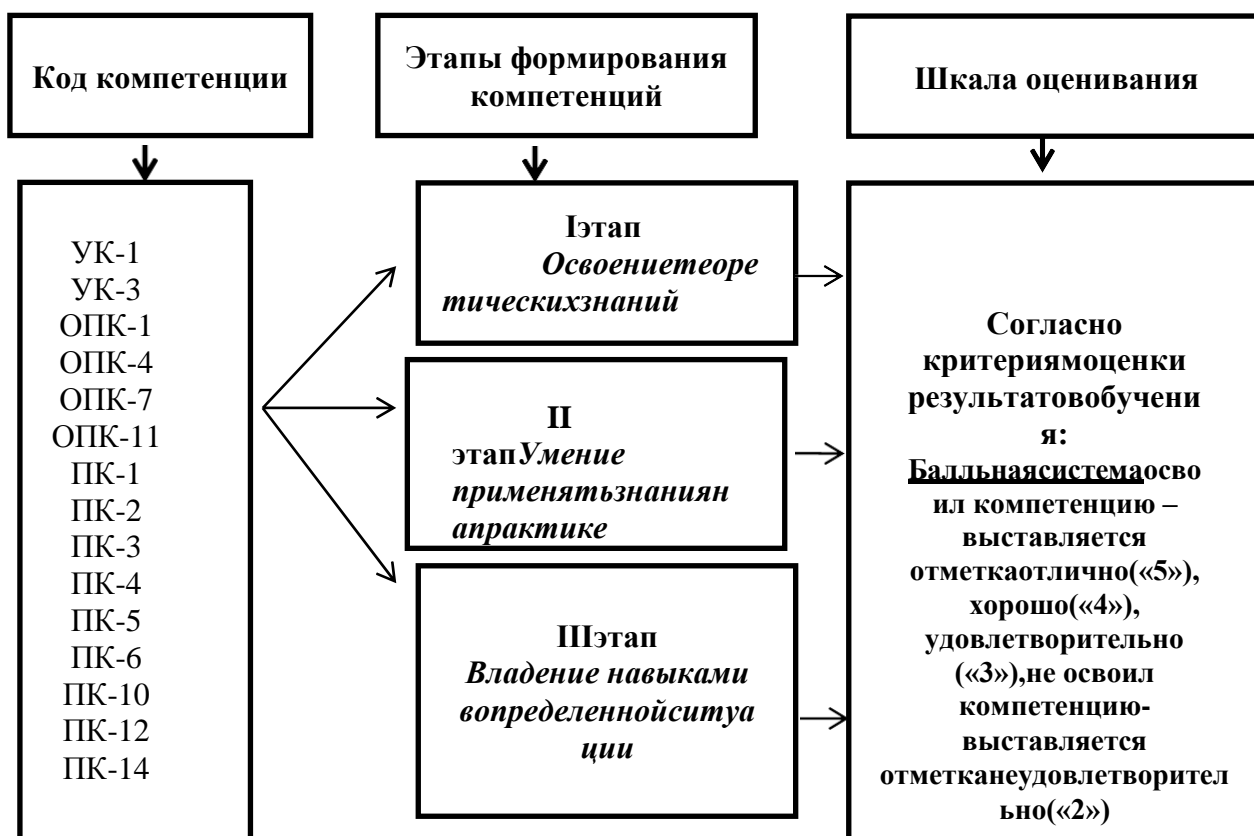 Код компетенции
Этапы формирования
компетенций
Шкала оценивания
УК-1
УК-3
ОПК-1
ОПК-4
ОПК-7
ОПК-11
ПК-1
ПК-2
ПК-3
ПК-4
ПК-5
ПК-6
ПК-10
ПК-12
ПК-14
Iэтап
Освоениетеоре
тическихзнаний
II
этапУмение
применятьзнаниян
апрактике
IIIэтап
Владение навыками
вопределеннойситуа
ции
Согласно
критериямоценки
результатовобучени
я:
Балльнаясистемаосво
ил компетенцию –
выставляется
отметкаотлично(«5»),
хорошо(«4»),
удовлетворительно
(«3»),не освоил
компетенцию-
выставляется
отметканеудовлетворител
ьно(«2»)